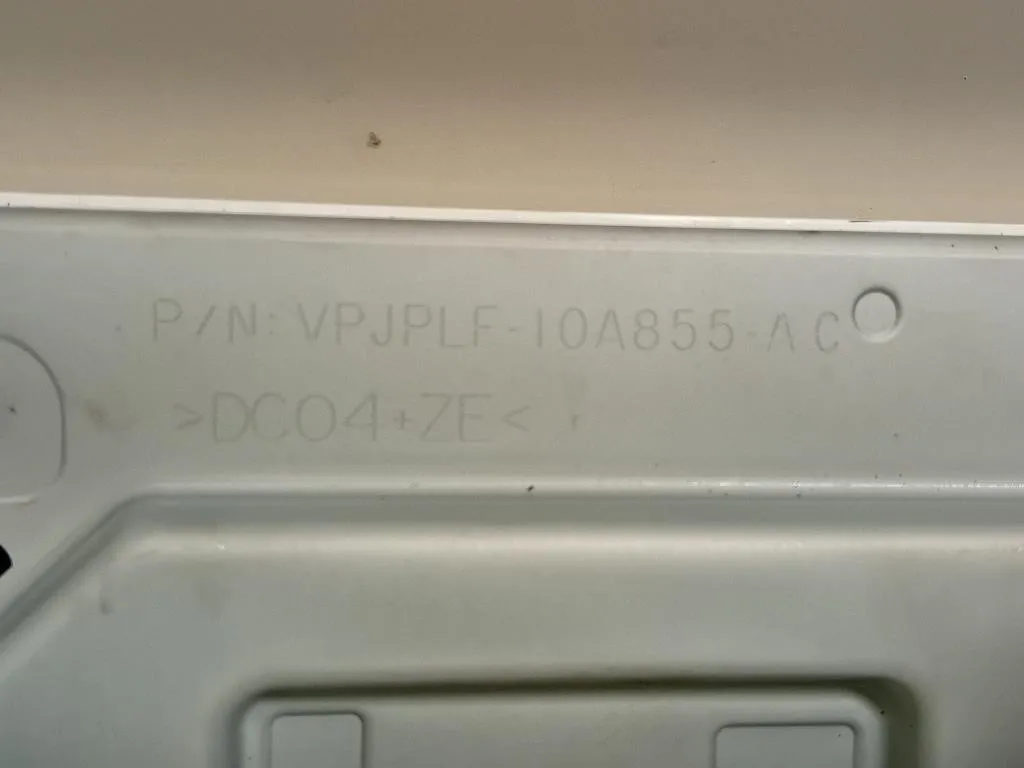 P/N: VPJPLF-10A855-AC
>DC04+ZE<